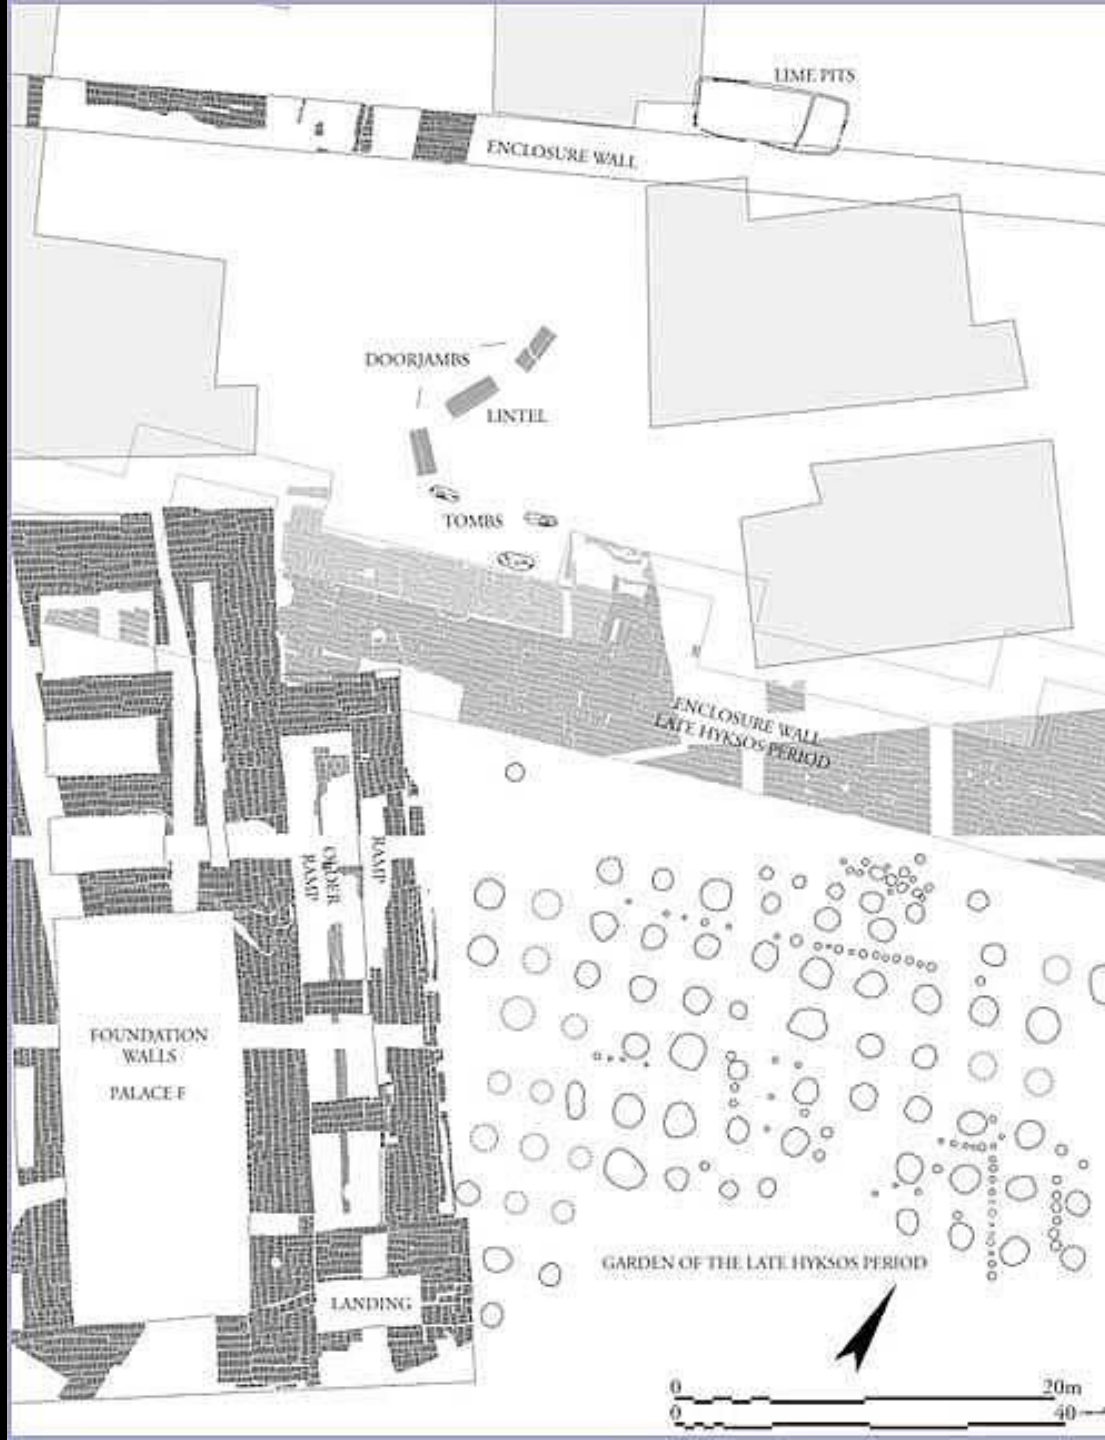 LIME PITS
ENCLOSURE WALL
DOORJAMBS
LINTEL
TOMBS
ENCLOSURE WALL
LATE HYKSOS PERIOD
OLDER
RAMP
RAMP
FOUNDATION
WALLS
PALACE F
GARDEN OF THE LATE HYKSOS PERIOD
LANDING
0 20m
0 40